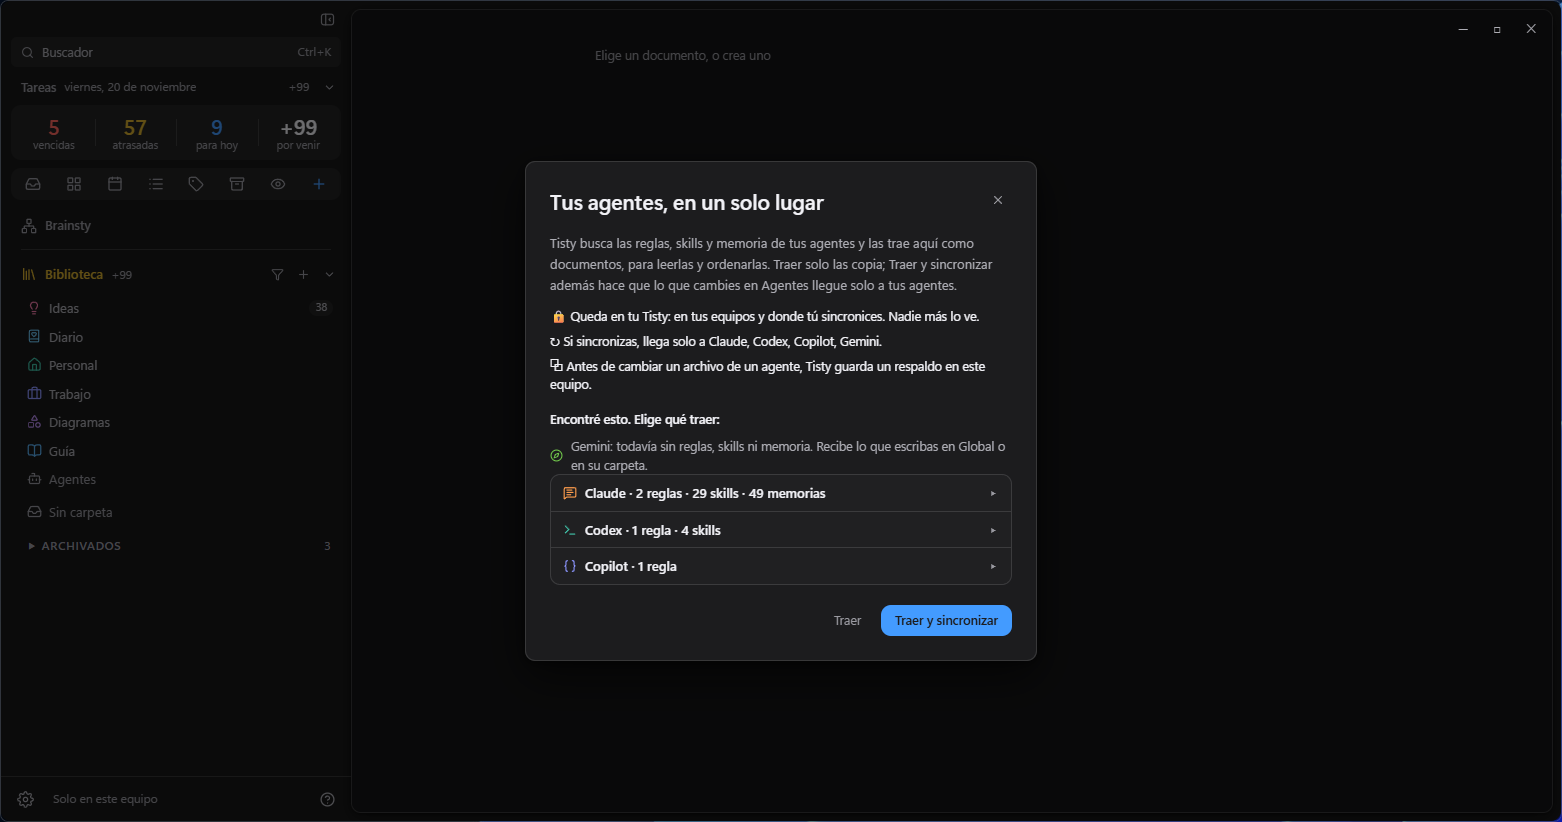 Buscador Ctrl+K
Tareas viernes, 20 de noviembre +99
5 57 9 +99
vencidas atrasadas para hoy por venir
Brainsty
Biblioteca +99
Ideas 38
Diario
Personal
Trabajo
Diagramas
Guía
Agentes
Sin carpeta
ARCHIVADOS 3
Solo en este equipo
Elige un documento, o crea uno
Tus agentes, en un solo lugar
Tisty busca las reglas, skills y memoria de tus agentes y las trae aquí como
documentos, para leerlas y ordenarlas. Traer solo las copia; Traer y sincronizar
además hace que lo que cambies en Agentes llegue solo a tus agentes.
Queda en tu Tisty: en tus equipos y donde tú sincronices. Nadie más lo ve.
↻ Si sincronizas, llega solo a Claude, Codex, Copilot, Gemini.
Antes de cambiar un archivo de un agente, Tisty guarda un respaldo en este
equipo.
Encontré esto. Elige qué traer:
Gemini: todavía sin reglas, skills ni memoria. Recibe lo que escribas en Global o
en su carpeta.
Claude · 2 reglas · 29 skills · 49 memorias
Codex · 1 regla · 4 skills
Copilot · 1 regla
Traer Traer y sincronizar